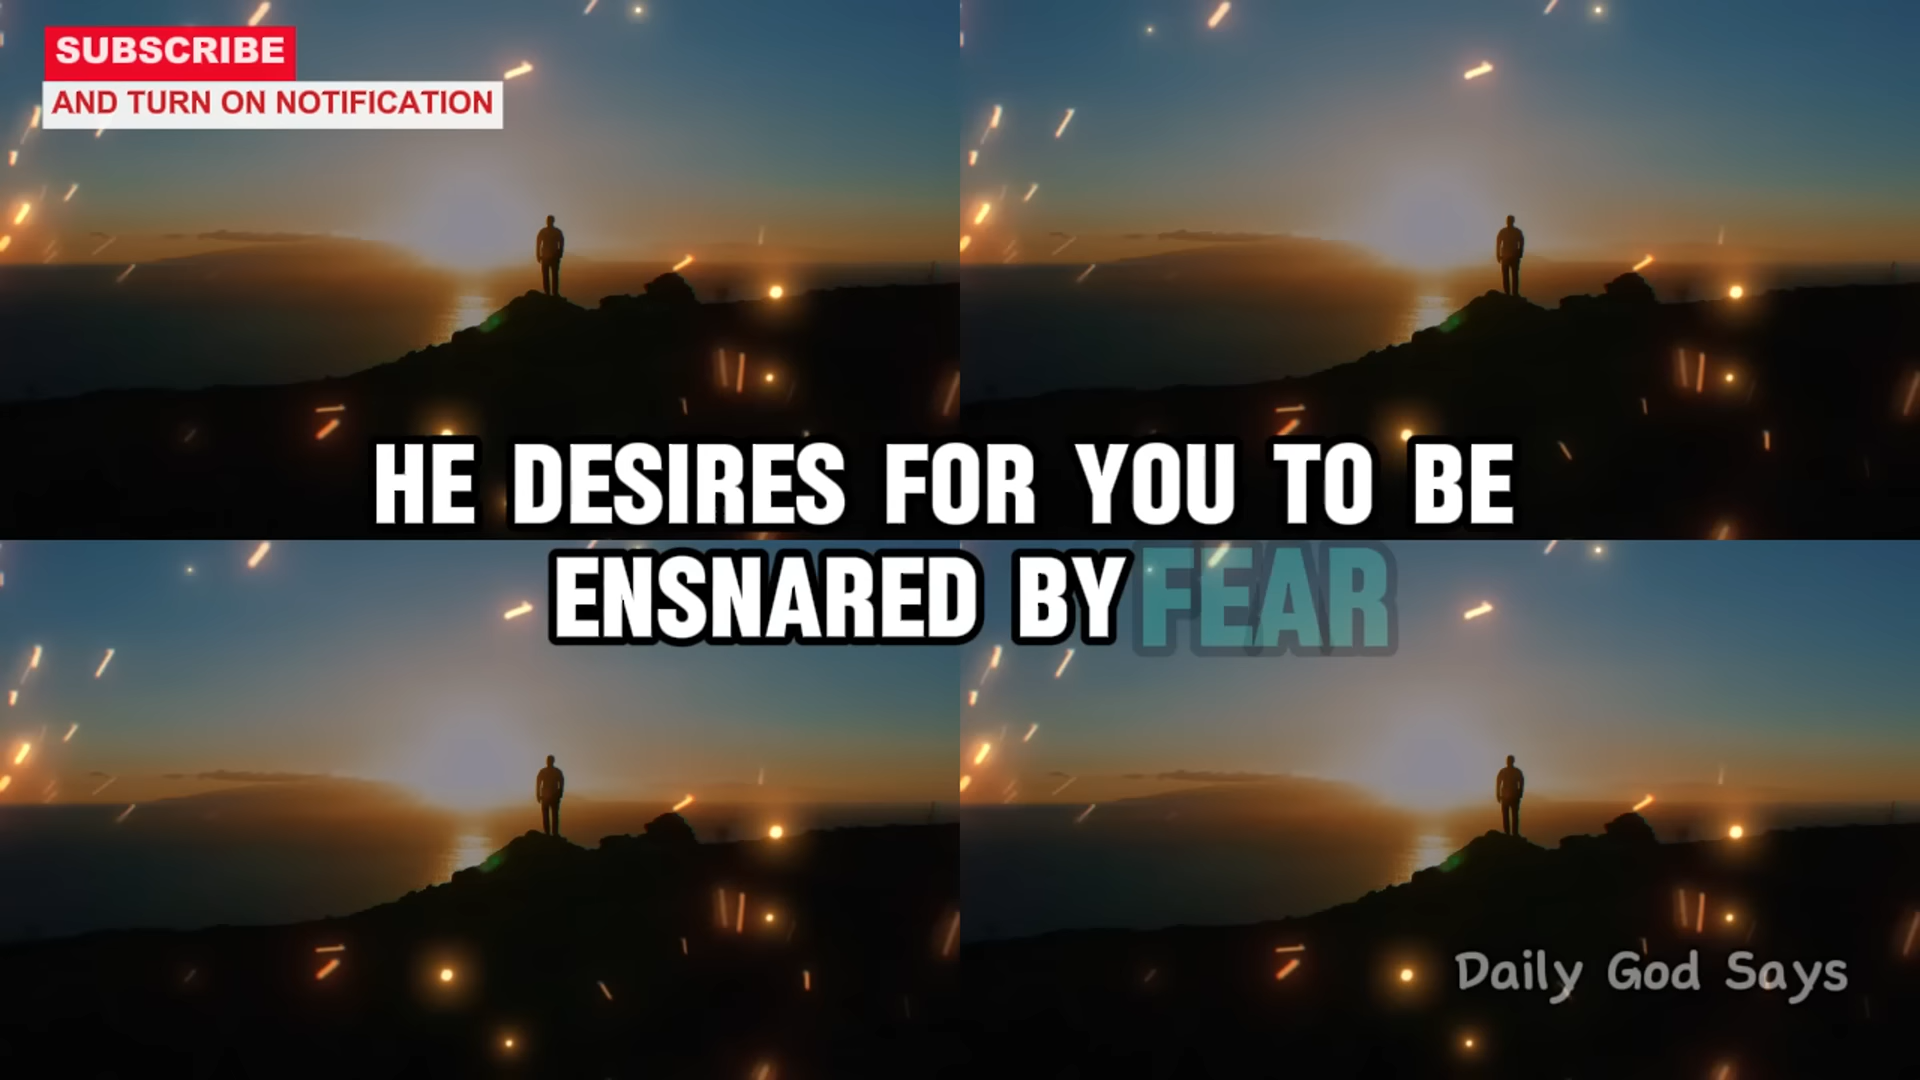 SUBSCRIBE
AND TURN ON NOTIFICATION
HE DESIRES FOR YOU TO BE
ENSNARED BY FEAR
Daily God Says